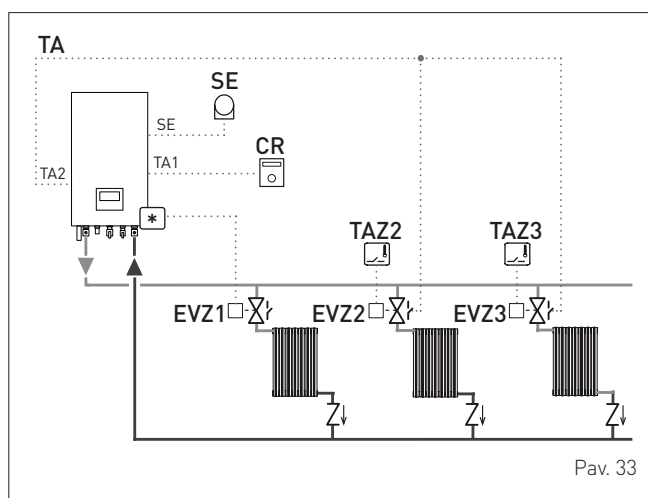 TA
SE
SE
CR
TA1
TA2
*
TAZ2
TAZ3
EVZ1
EVZ2
EVZ3
Pav. 33